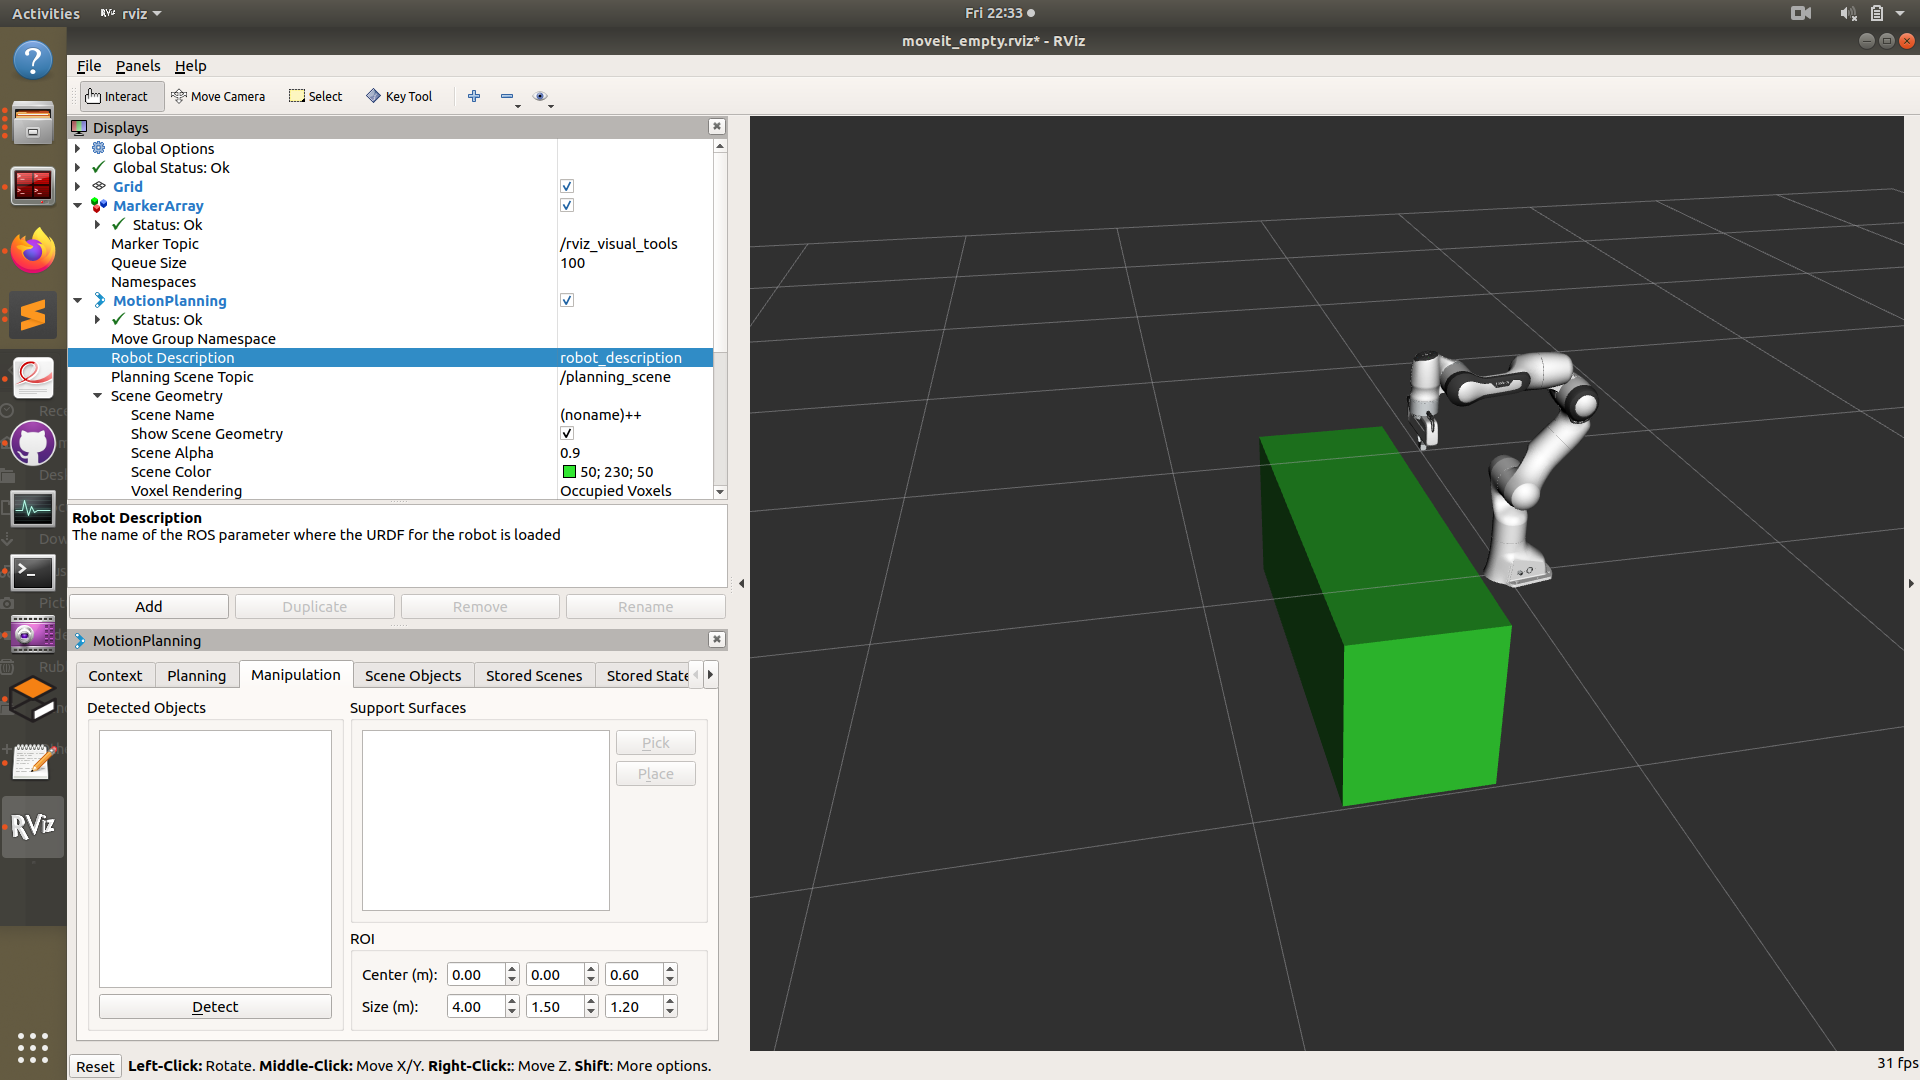 Activities
rviz
Fri 22:33
moveit_empty.rviz* - RViz
File Panels Help
Interact Move Camera Select Key Tool
Displays
Global Options
Global Status: Ok
Grid
MarkerArray
Status: Ok
Marker Topic /rviz_visual_tools
Queue Size 100
Namespaces
MotionPlanning
Status: Ok
Move Group Namespace
Robot Description robot_description
Planning Scene Topic /planning_scene
Scene Geometry
Scene Name (noname)++
Show Scene Geometry
Scene Alpha 0.9
Scene Color 50; 230; 50
Voxel Rendering Occupied Voxels
Robot Description
The name of the ROS parameter where the URDF for the robot is loaded
Add Duplicate Remove Rename
MotionPlanning
Context Planning Manipulation Scene Objects Stored Scenes Stored State
Detected Objects Support Surfaces
Pick
Place
ROI
Center (m): 0.00 0.00 0.60
Size (m): 4.00 1.50 1.20
Detect
RViz
Reset Left-Click: Rotate. Middle-Click: Move X/Y. Right-Click:: Move Z. Shift: More options.
31 fps